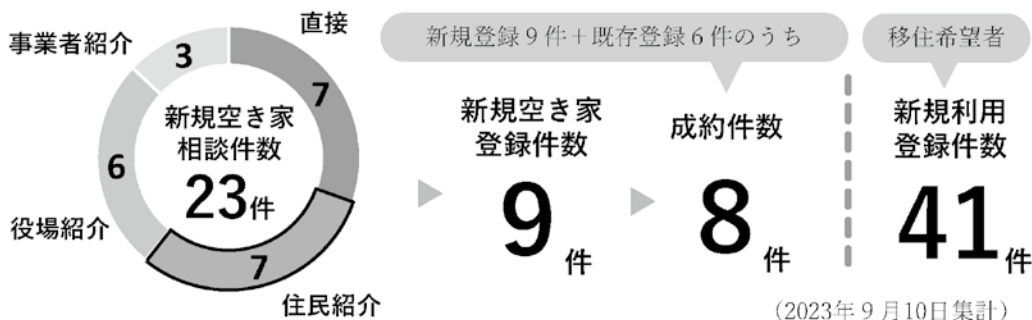 直接
7
住民紹介
7
役場紹介
6
事業者紹介
3
新規空き家
相談件数
23件
新規登録9件＋既存登録6件のうち
新規空き家
登録件数
9件
成約件数
8件
移住希望者
新規利用
登録件数
41件
（2023年9月10日集計）